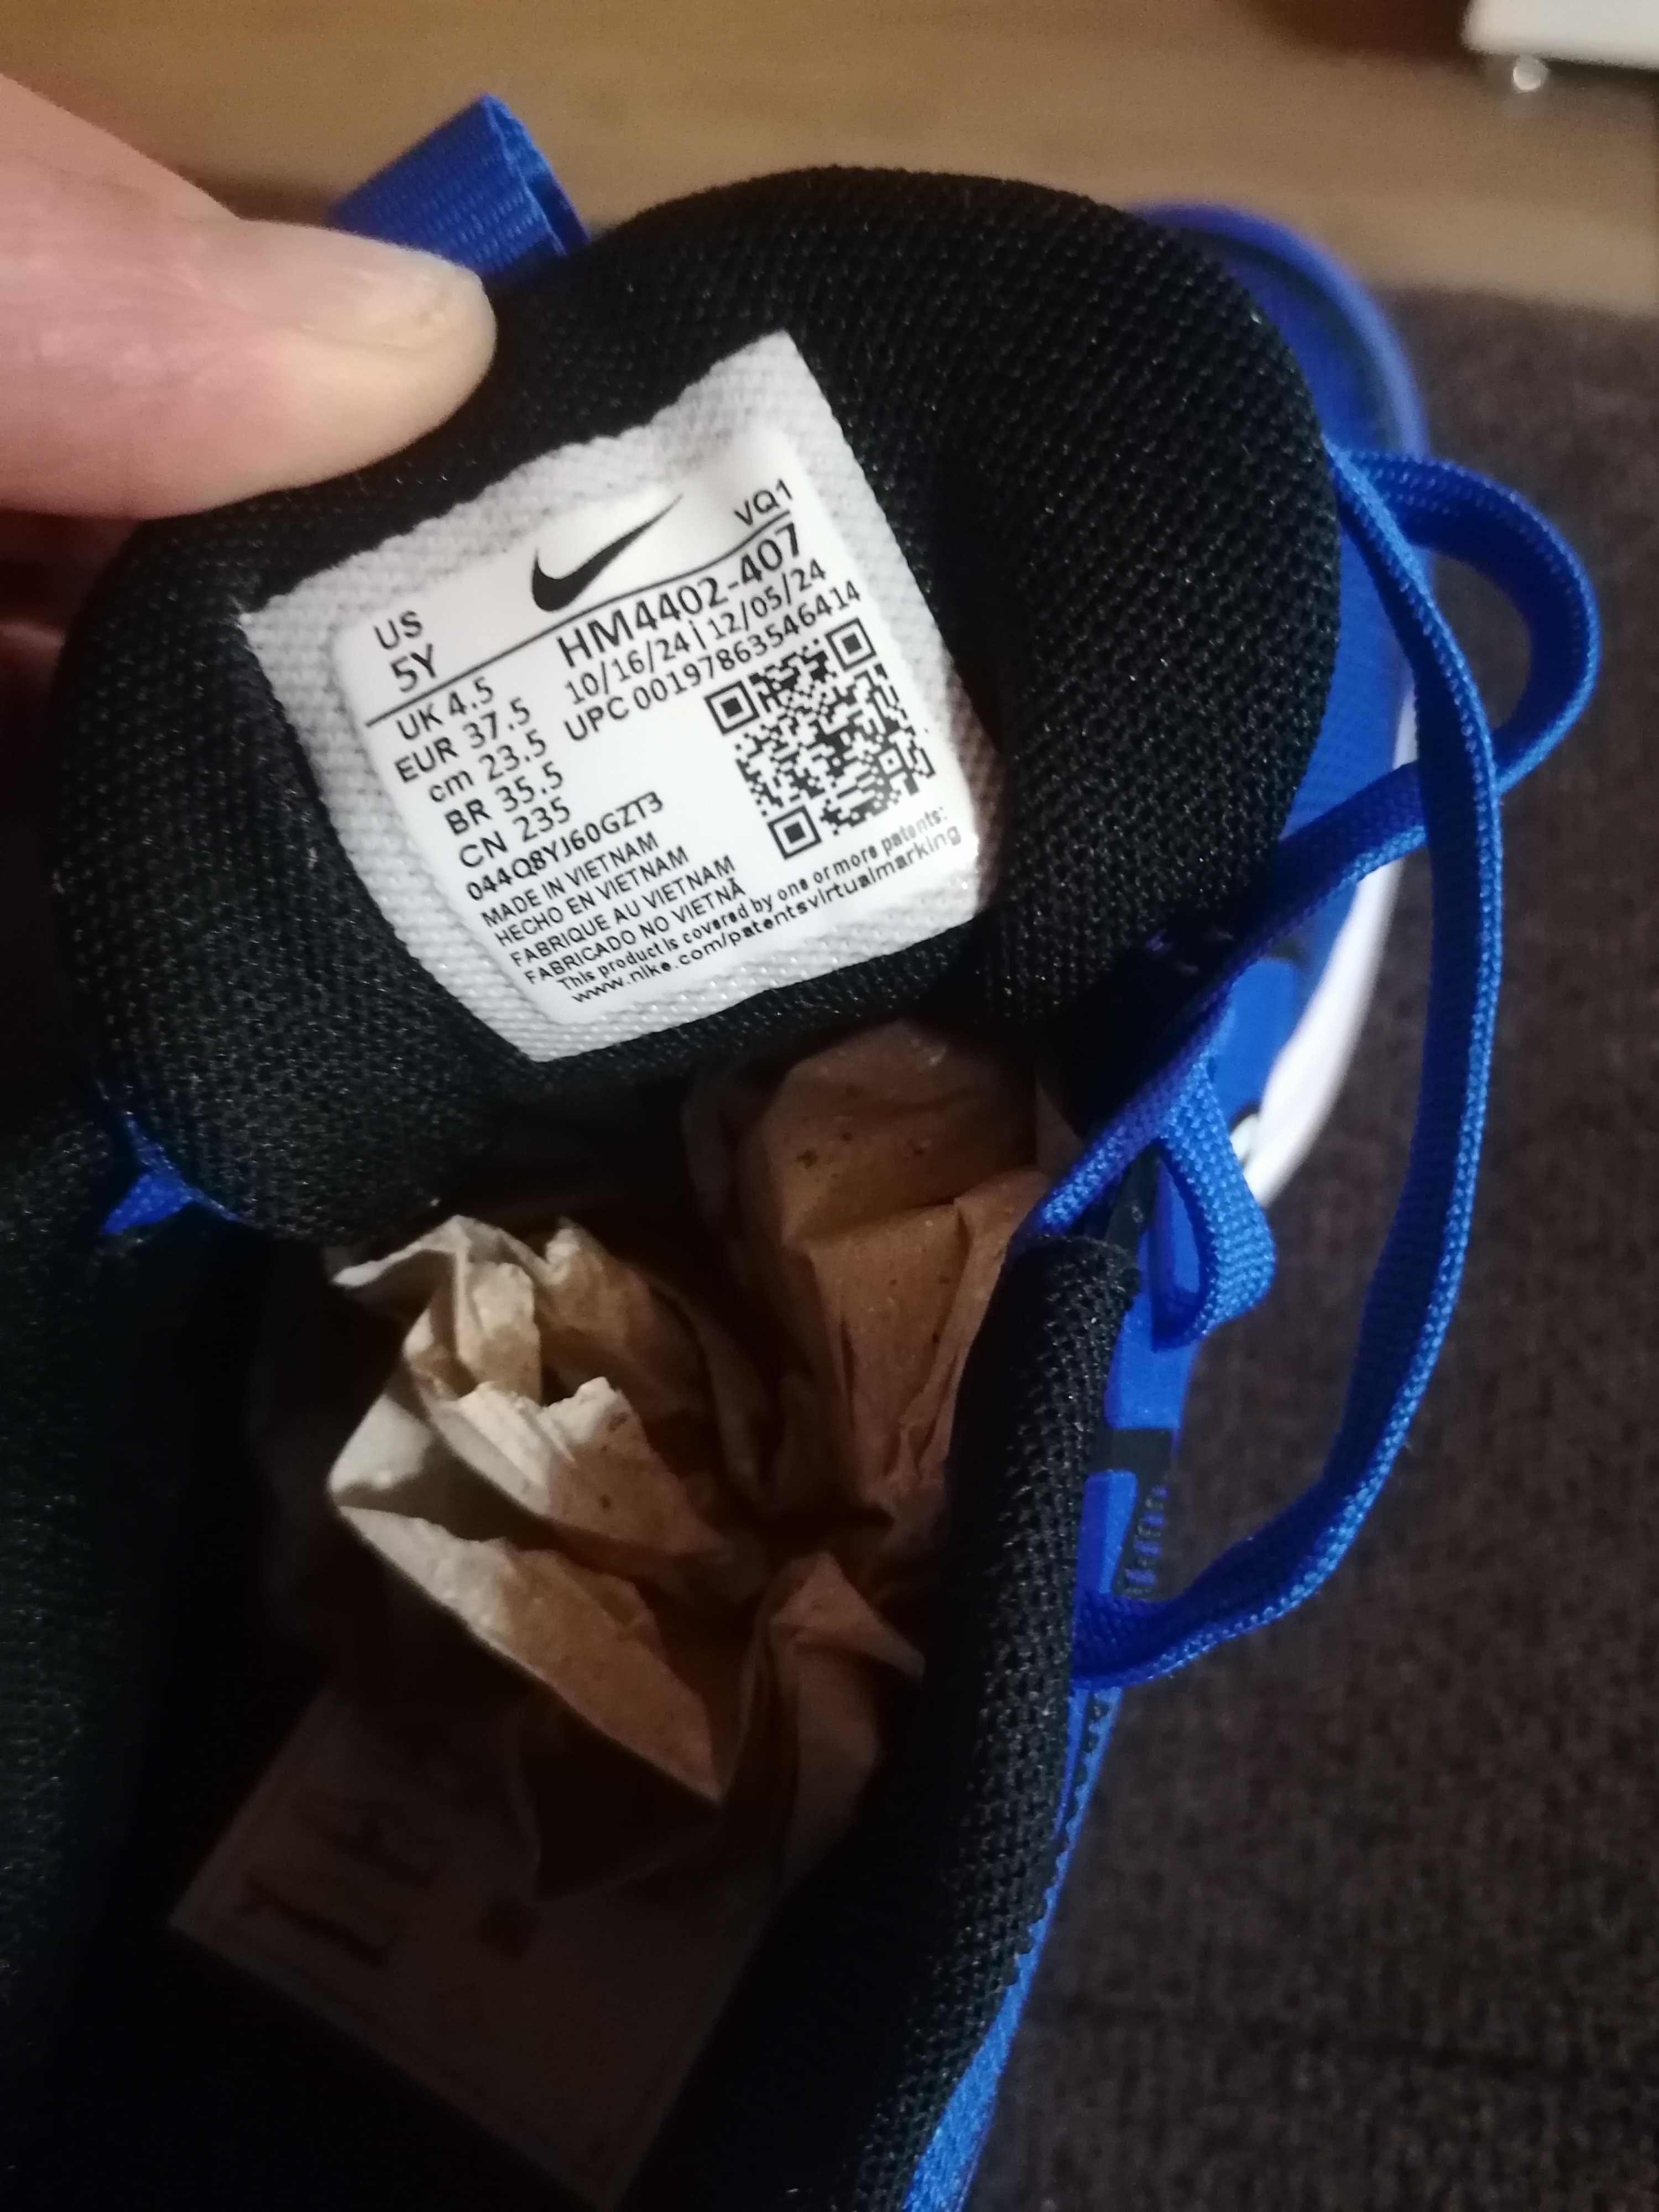 US
5Y
VQ1
UK 4.5
EUR 37.5
cm 23.5
BR 35.5
CN 235
HM4402-407
10/16/24 | 12/05/24
UPC 00197863546414
044Q8YJ60GZT3
MADE IN VIETNAM
HECHO EN VIETNAM
FABRIQUE AU VIETNAM
FABRICADO NO VIETNÃ
This product is covered by one or more patents:
www.nike.com/patentsvirtualmarking